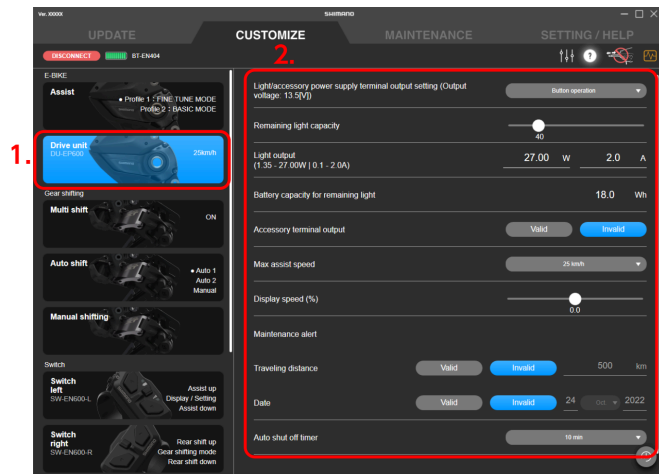 Ver. XXXXX
SHIMANO
UPDATE
CUSTOMIZE
MAINTENANCE
SETTING / HELP
DISCONNECT
BT-EN404
2.
?
E-BIKE
Assist
● Profile 1 : FINE TUNE MODE
Profile 2 : BASIC MODE
1.
Drive unit
DU-EP600
25km/h
Gear shifting
Multi shift
ON
Auto shift
● Auto 1
Auto 2
Manual
Manual shifting
Switch
Switch
left
SW-EN600-L
Assist up
Display / Setting
Assist down
Switch
right
SW-EN600-R
Rear shift up
Gear shifting mode
Rear shift down
Light/accessory power supply terminal output setting (Output
voltage: 13.5[V])
Button operation
Remaining light capacity
40
Light output
(1.35 - 27.00W | 0.1 - 2.0A)
27.00 W 2.0 A
Battery capacity for remaining light
18.0 Wh
Accessory terminal output
Valid
Invalid
Max assist speed
25 km/h
Display speed (%)
0.0
Maintenance alert
Traveling distance
Valid
Invalid
500 km
Date
Valid
Invalid
24 Oct 2022
Auto shut off timer
10 min